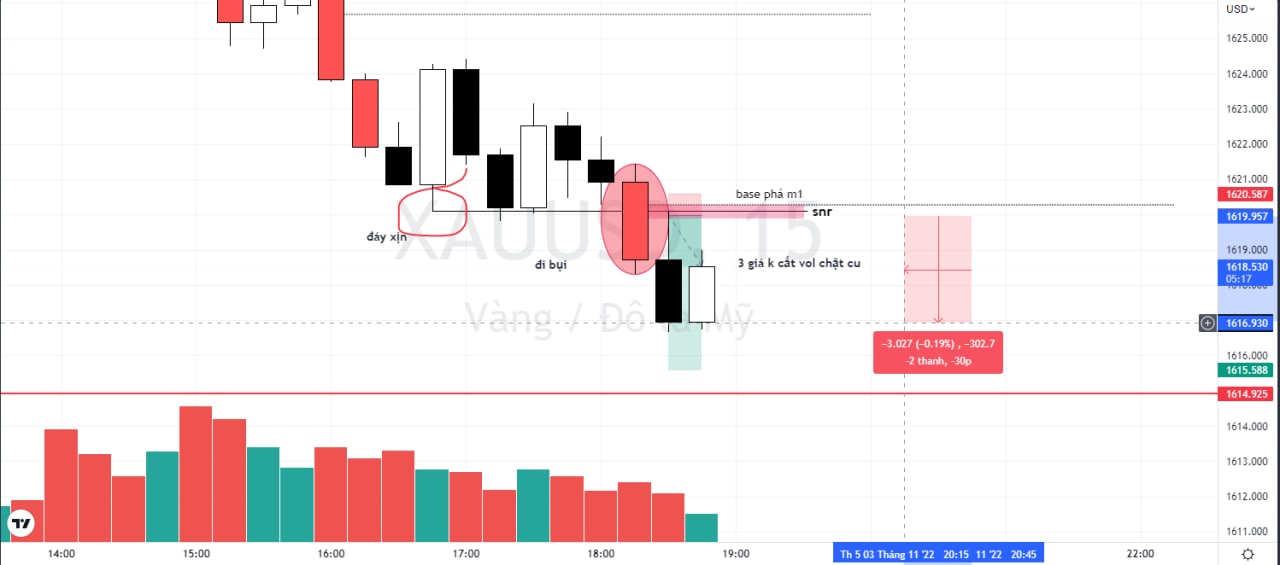 USD
1625.000
1624.000
1623.000
1622.000
1621.000
1620.587
1619.957
1619.000
1618.530
05:17
1618.000
1616.930
1616.000
1615.588
1614.925
1614.000
1613.000
1612.000
1611.000
base phá m1
snr
đáy xịn
đi bụi
3 giá k cắt vol chặt cu
XAUUSD, 15
Vàng / Đô la Mỹ
−3.027 (−0.19%) , −302.7
-2 thanh, -30p
14:00 15:00 16:00 17:00 18:00 19:00 Th 5 03 Tháng 11 '22 20:15 11 '22 20:45 22:00